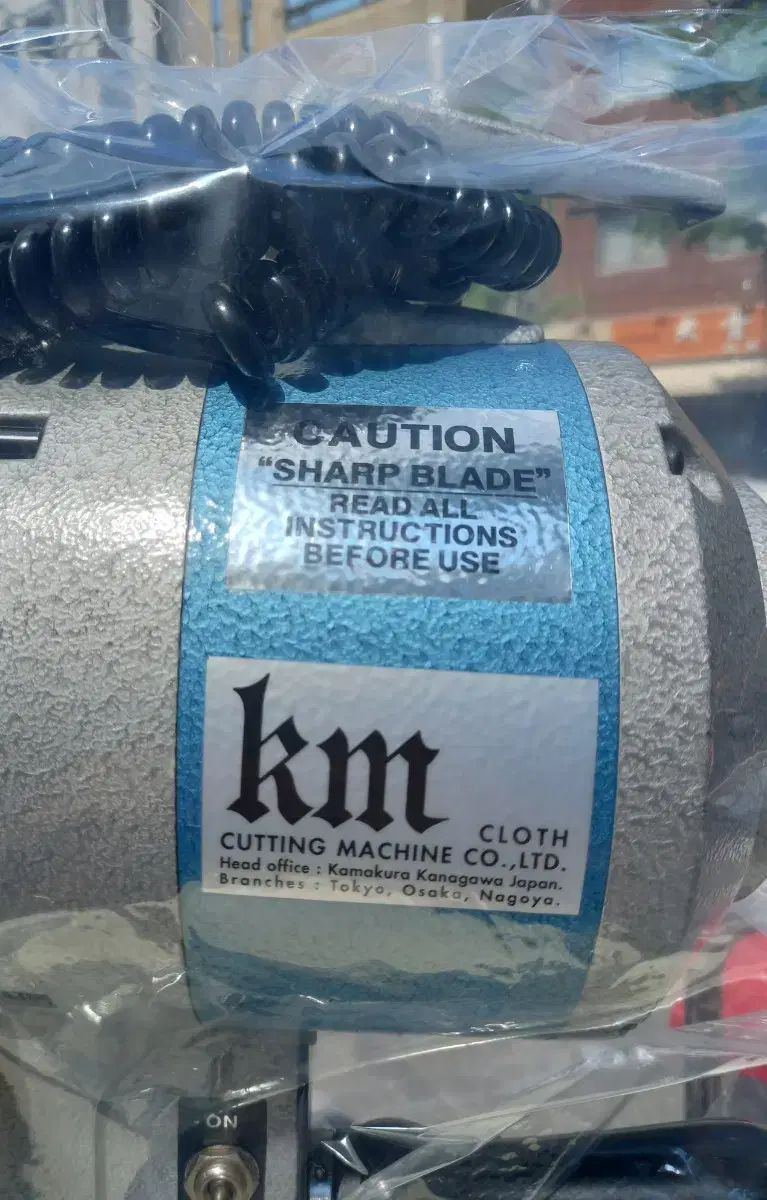 CAUTION
“SHARP BLADE”
READ ALL
INSTRUCTIONS
BEFORE USE
km
CLOTH
CUTTING MACHINE CO.,LTD.
Head office : Kamakura Kanagawa Japan.
Branches : Tokyo, Osaka, Nagoya.
ON